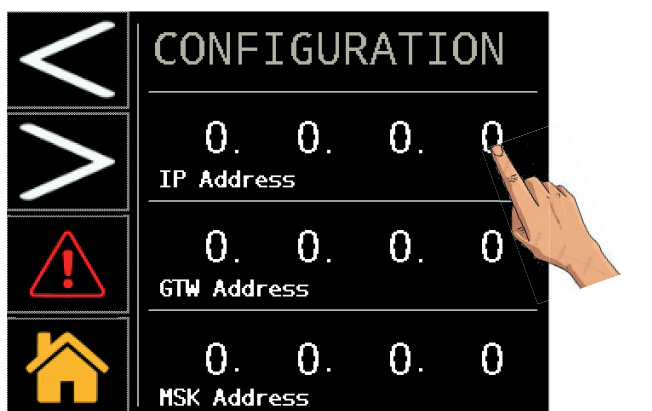 CONFIGURATION
0. 0. 0. 0
IP Address
0. 0. 0. 0
GTW Address
0. 0. 0. 0
MSK Address